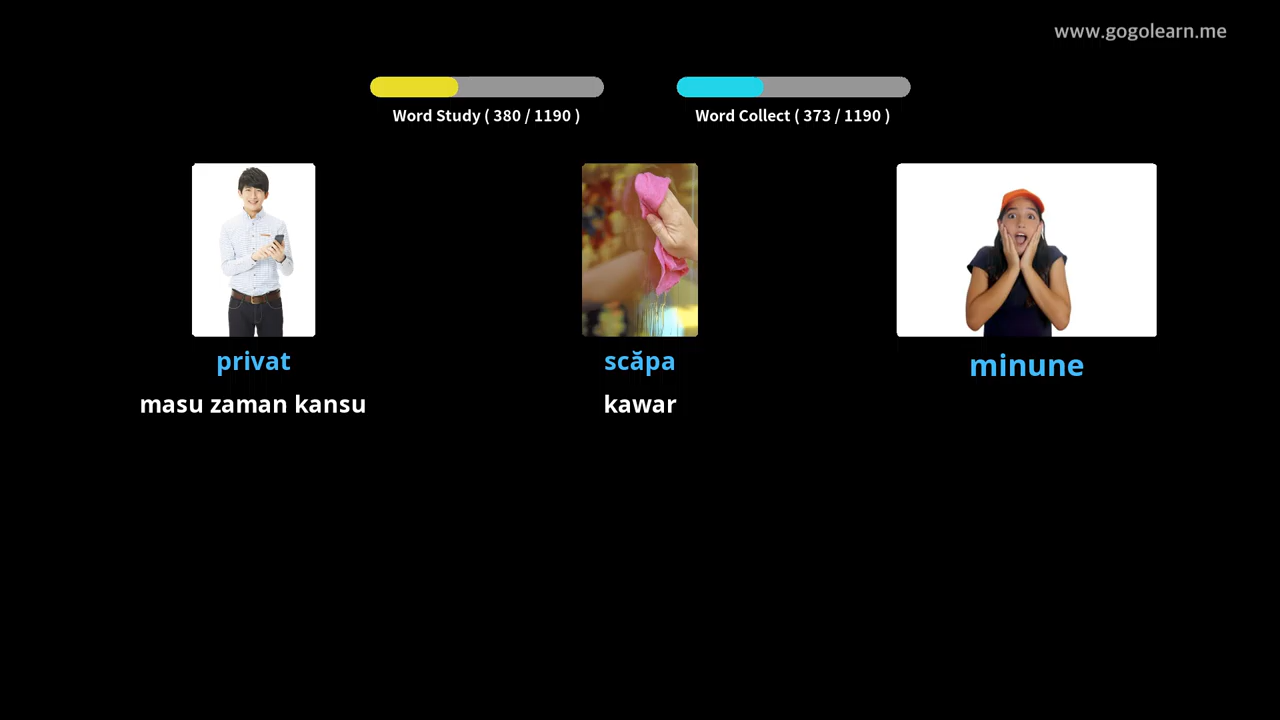 www.gogolearn.me
Word Study ( 380 / 1190 )
Word Collect ( 373 / 1190 )
privat
scăpa
minune
masu zaman kansu
kawar